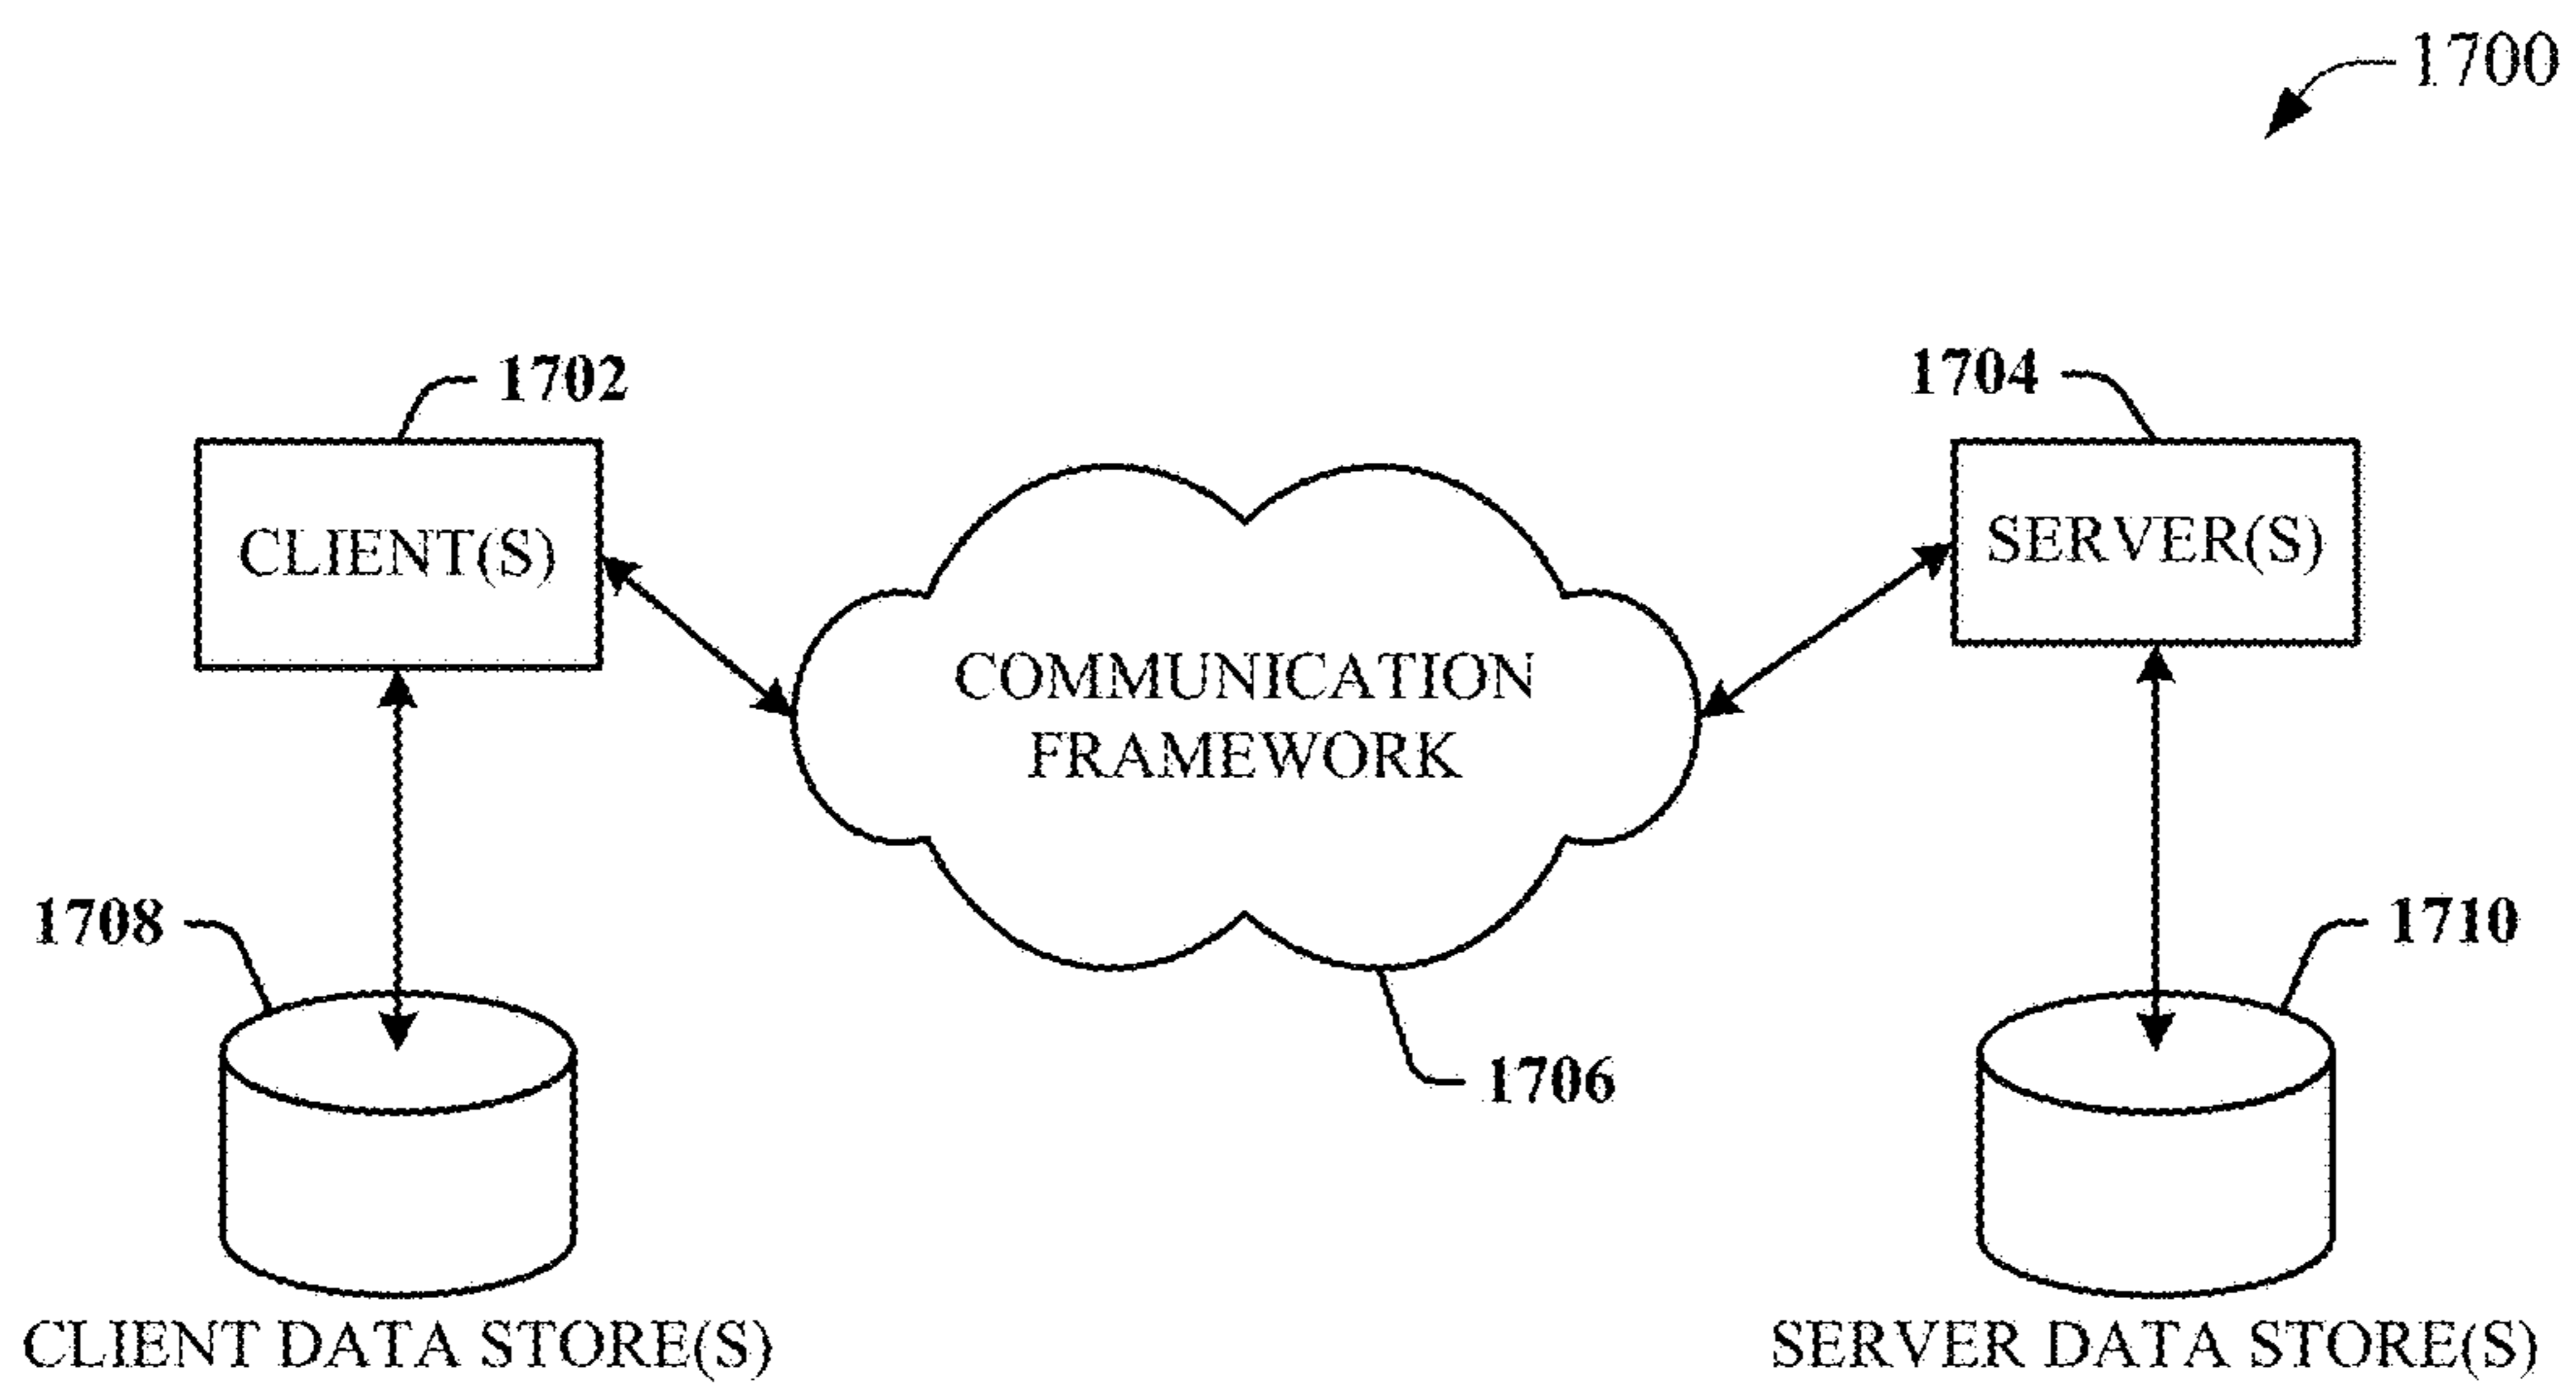 1700
1702
1704
CLIENT(S)
SERVER(S)
COMMUNICATION
FRAMEWORK
1708
1710
1706
CLIENT DATA STORE(S)
SERVER DATA STORE(S)